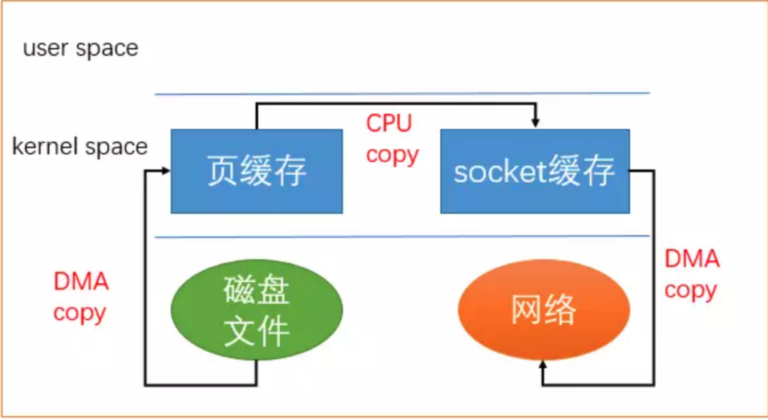 user space
CPU
copy
kernel space
页缓存
socket缓存
DMA
copy
磁盘
文件
网络
DMA
copy